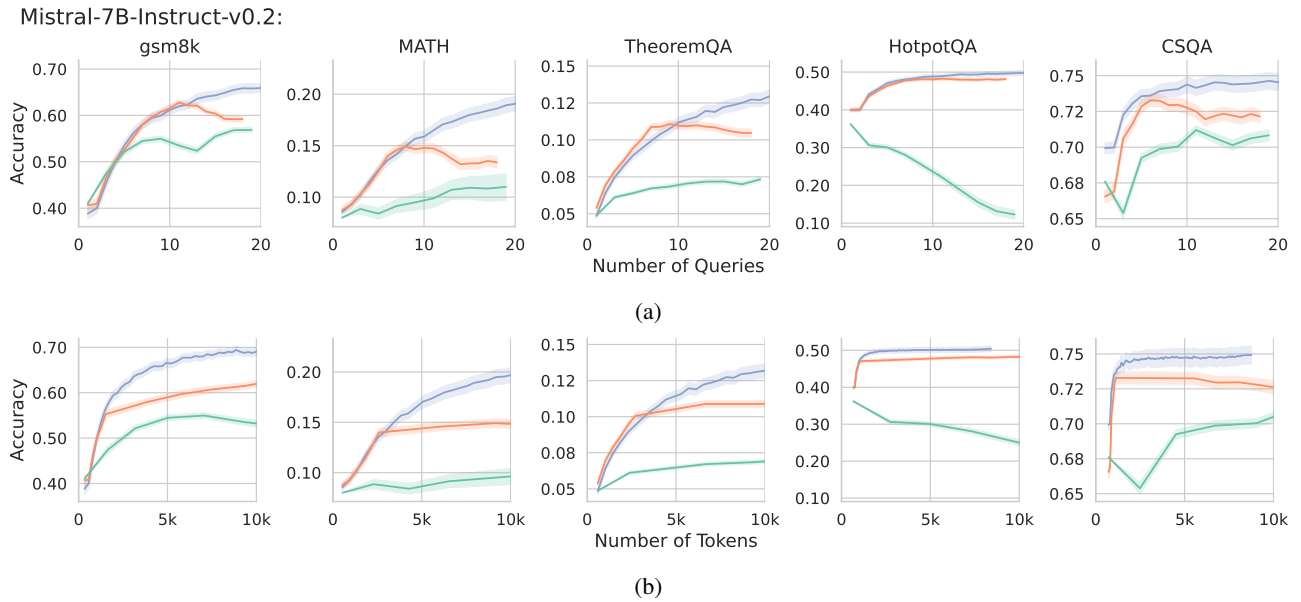 Mistral-7B-Instruct-v0.2:
gsm8k MATH TheoremQA HotpotQA CSQA
Accuracy
0.70 0.60 0.50 0.40
0 10 20
0.20 0.15 0.10
0 10 20
0.15 0.12 0.10 0.08 0.05
0 10 20
0.50 0.40 0.30 0.20 0.10
0 10 20
0.75 0.72 0.70 0.68 0.65
0 10 20
Number of Queries
(a)
Accuracy
0.70 0.60 0.50 0.40
0 5k 10k
0.20 0.15 0.10
0 5k 10k
0.15 0.12 0.10 0.08 0.05
0 5k 10k
0.50 0.40 0.30 0.20 0.10
0 5k 10k
0.75 0.72 0.70 0.68 0.65
0 5k 10k
Number of Tokens
(b)